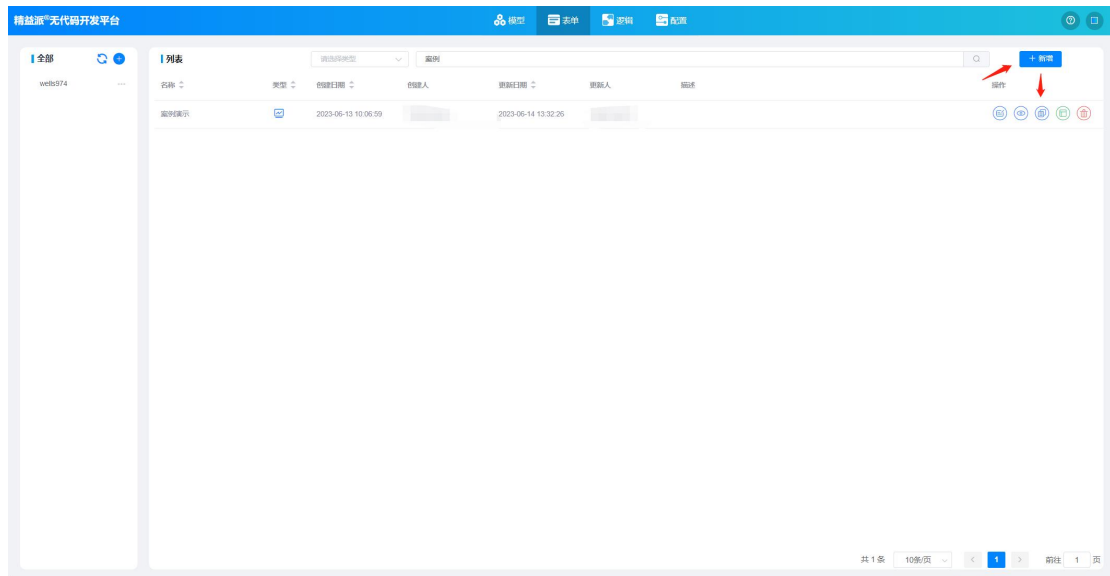 精益派®无代码开发平台
模型 表单 逻辑 配置
全部
wells974 ...
列表 请选择类型 案例 + 新增
名称 类型 创建日期 创建人 更新日期 更新人 描述 操作
案例演示 2023-06-13 10:06:59 2023-06-14 13:32:26
共 1 条 10条/页 < 1 > 前往 1 页